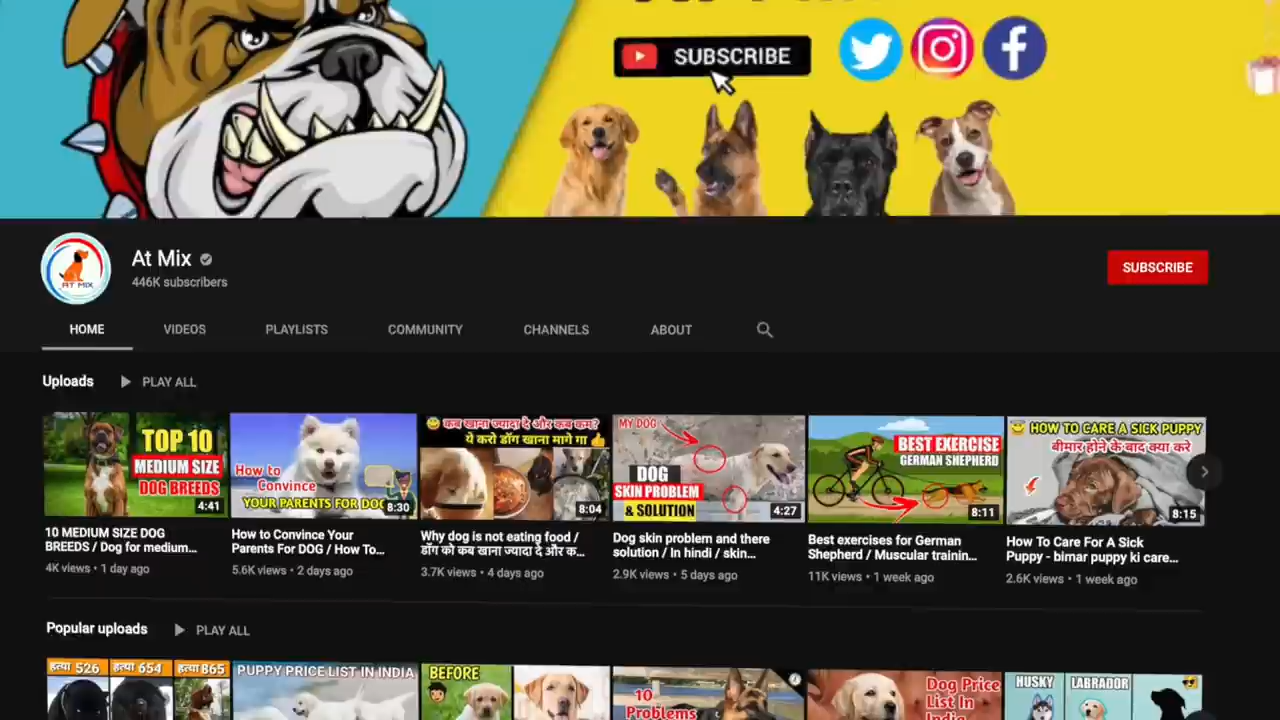 SUBSCRIBE
At Mix
446K subscribers
AT MIX
SUBSCRIBE
HOME VIDEOS PLAYLISTS COMMUNITY CHANNELS ABOUT
Uploads PLAY ALL
TOP 10
MEDIUM SIZE
DOG BREEDS
4:41
10 MEDIUM SIZE DOG
BREEDS / Dog for medium...
4K views • 1 day ago
How to
Convince
YOUR PARENTS FOR DOG
8:30
How to Convince Your
Parents For DOG / How To...
5.6K views • 2 days ago
कब खाना ज्यादा दे और कब कम?
ये करो डॉग खाना मागे गा
8:04
Why dog is not eating food /
डॉग को कब खाना ज्यादा दे और क...
3.7K views • 4 days ago
MY DOG
DOG
SKIN PROBLEM
& SOLUTION
4:27
Dog skin problem and there
solution / In hindi / skin...
2.9K views • 5 days ago
BEST EXERCISE
GERMAN SHEPHERD
8:11
Best exercises for German
Shepherd / Muscular trainin...
11K views • 1 week ago
HOW TO CARE A SICK PUPPY
बीमार होने के बाद क्या करे
8:15
How To Care For A Sick
Puppy - bimar puppy ki care...
2.6K views • 1 week ago
Popular uploads PLAY ALL
हत्या 526 हत्या 654 हत्या 865
PUPPY PRICE LIST IN INDIA
BEFORE
10
Problems
Dog Price
List In
India
HUSKY LABRADOR